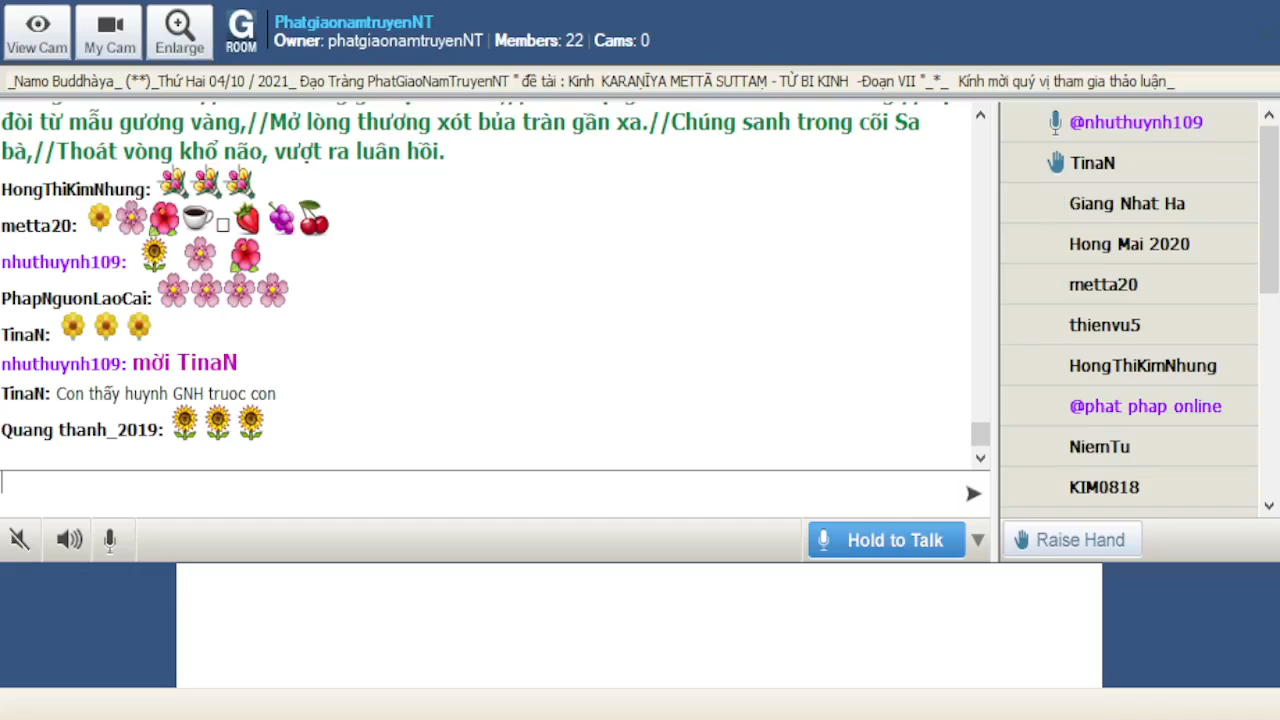 View Cam
My Cam
Enlarge
G
ROOM
PhatgiaonamtruyenNT
Owner: phatgiaonamtruyenNT | Members: 22 | Cams: 0
_Namo Buddhàya_ (**)_Thứ Hai 04/10 / 2021_ Đạo Tràng PhatGiaoNamTruyenNT " đề tài : Kinh KARAṆĪYA METTĀ SUTTAṂ - TỪ BI KINH -Đoạn VII "_*_ Kính mời quý vị tham gia thảo luận_
đòi từ mẫu gương vàng,//Mở lòng thương xót bủa tràn gần xa.//Chúng sanh trong cõi Sa
bà,//Thoát vòng khổ não, vượt ra luân hồi.
HongThiKimNhung:
metta20:
nhuthuynh109:
PhapNguonLaoCai:
TinaN:
nhuthuynh109: mời TinaN
TinaN: Con thấy huynh GNH truoc con
Quang thanh_2019:
@nhuthuynh109
TinaN
Giang Nhat Ha
Hong Mai 2020
metta20
thienvu5
HongThiKimNhung
@phat phap online
NiemTu
KIM0818
Hold to Talk
Raise Hand